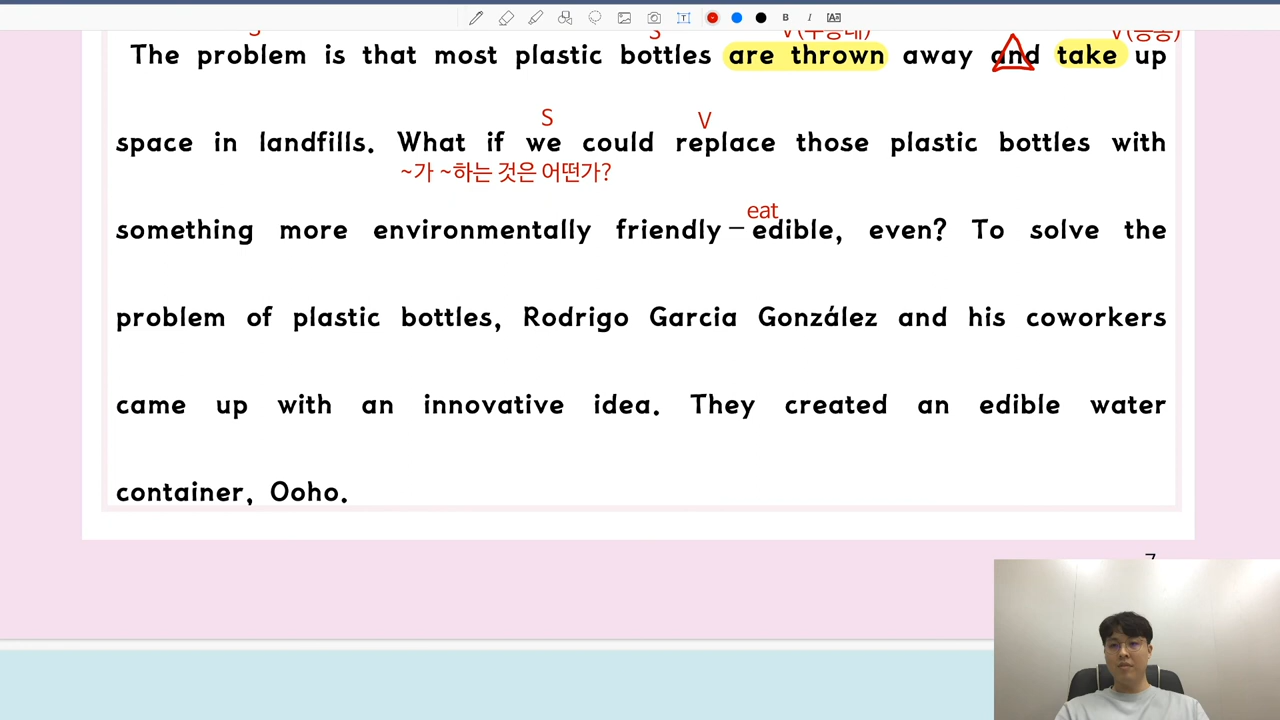 The problem is that most plastic bottles are thrown away and take up
space in landfills. What if we could replace those plastic bottles with
S
V
~가 ~하는 것은 어떤가?
eat
something more environmentally friendly – edible, even? To solve the
problem of plastic bottles, Rodrigo Garcia González and his coworkers
came up with an innovative idea. They created an edible water
container, Ooho.